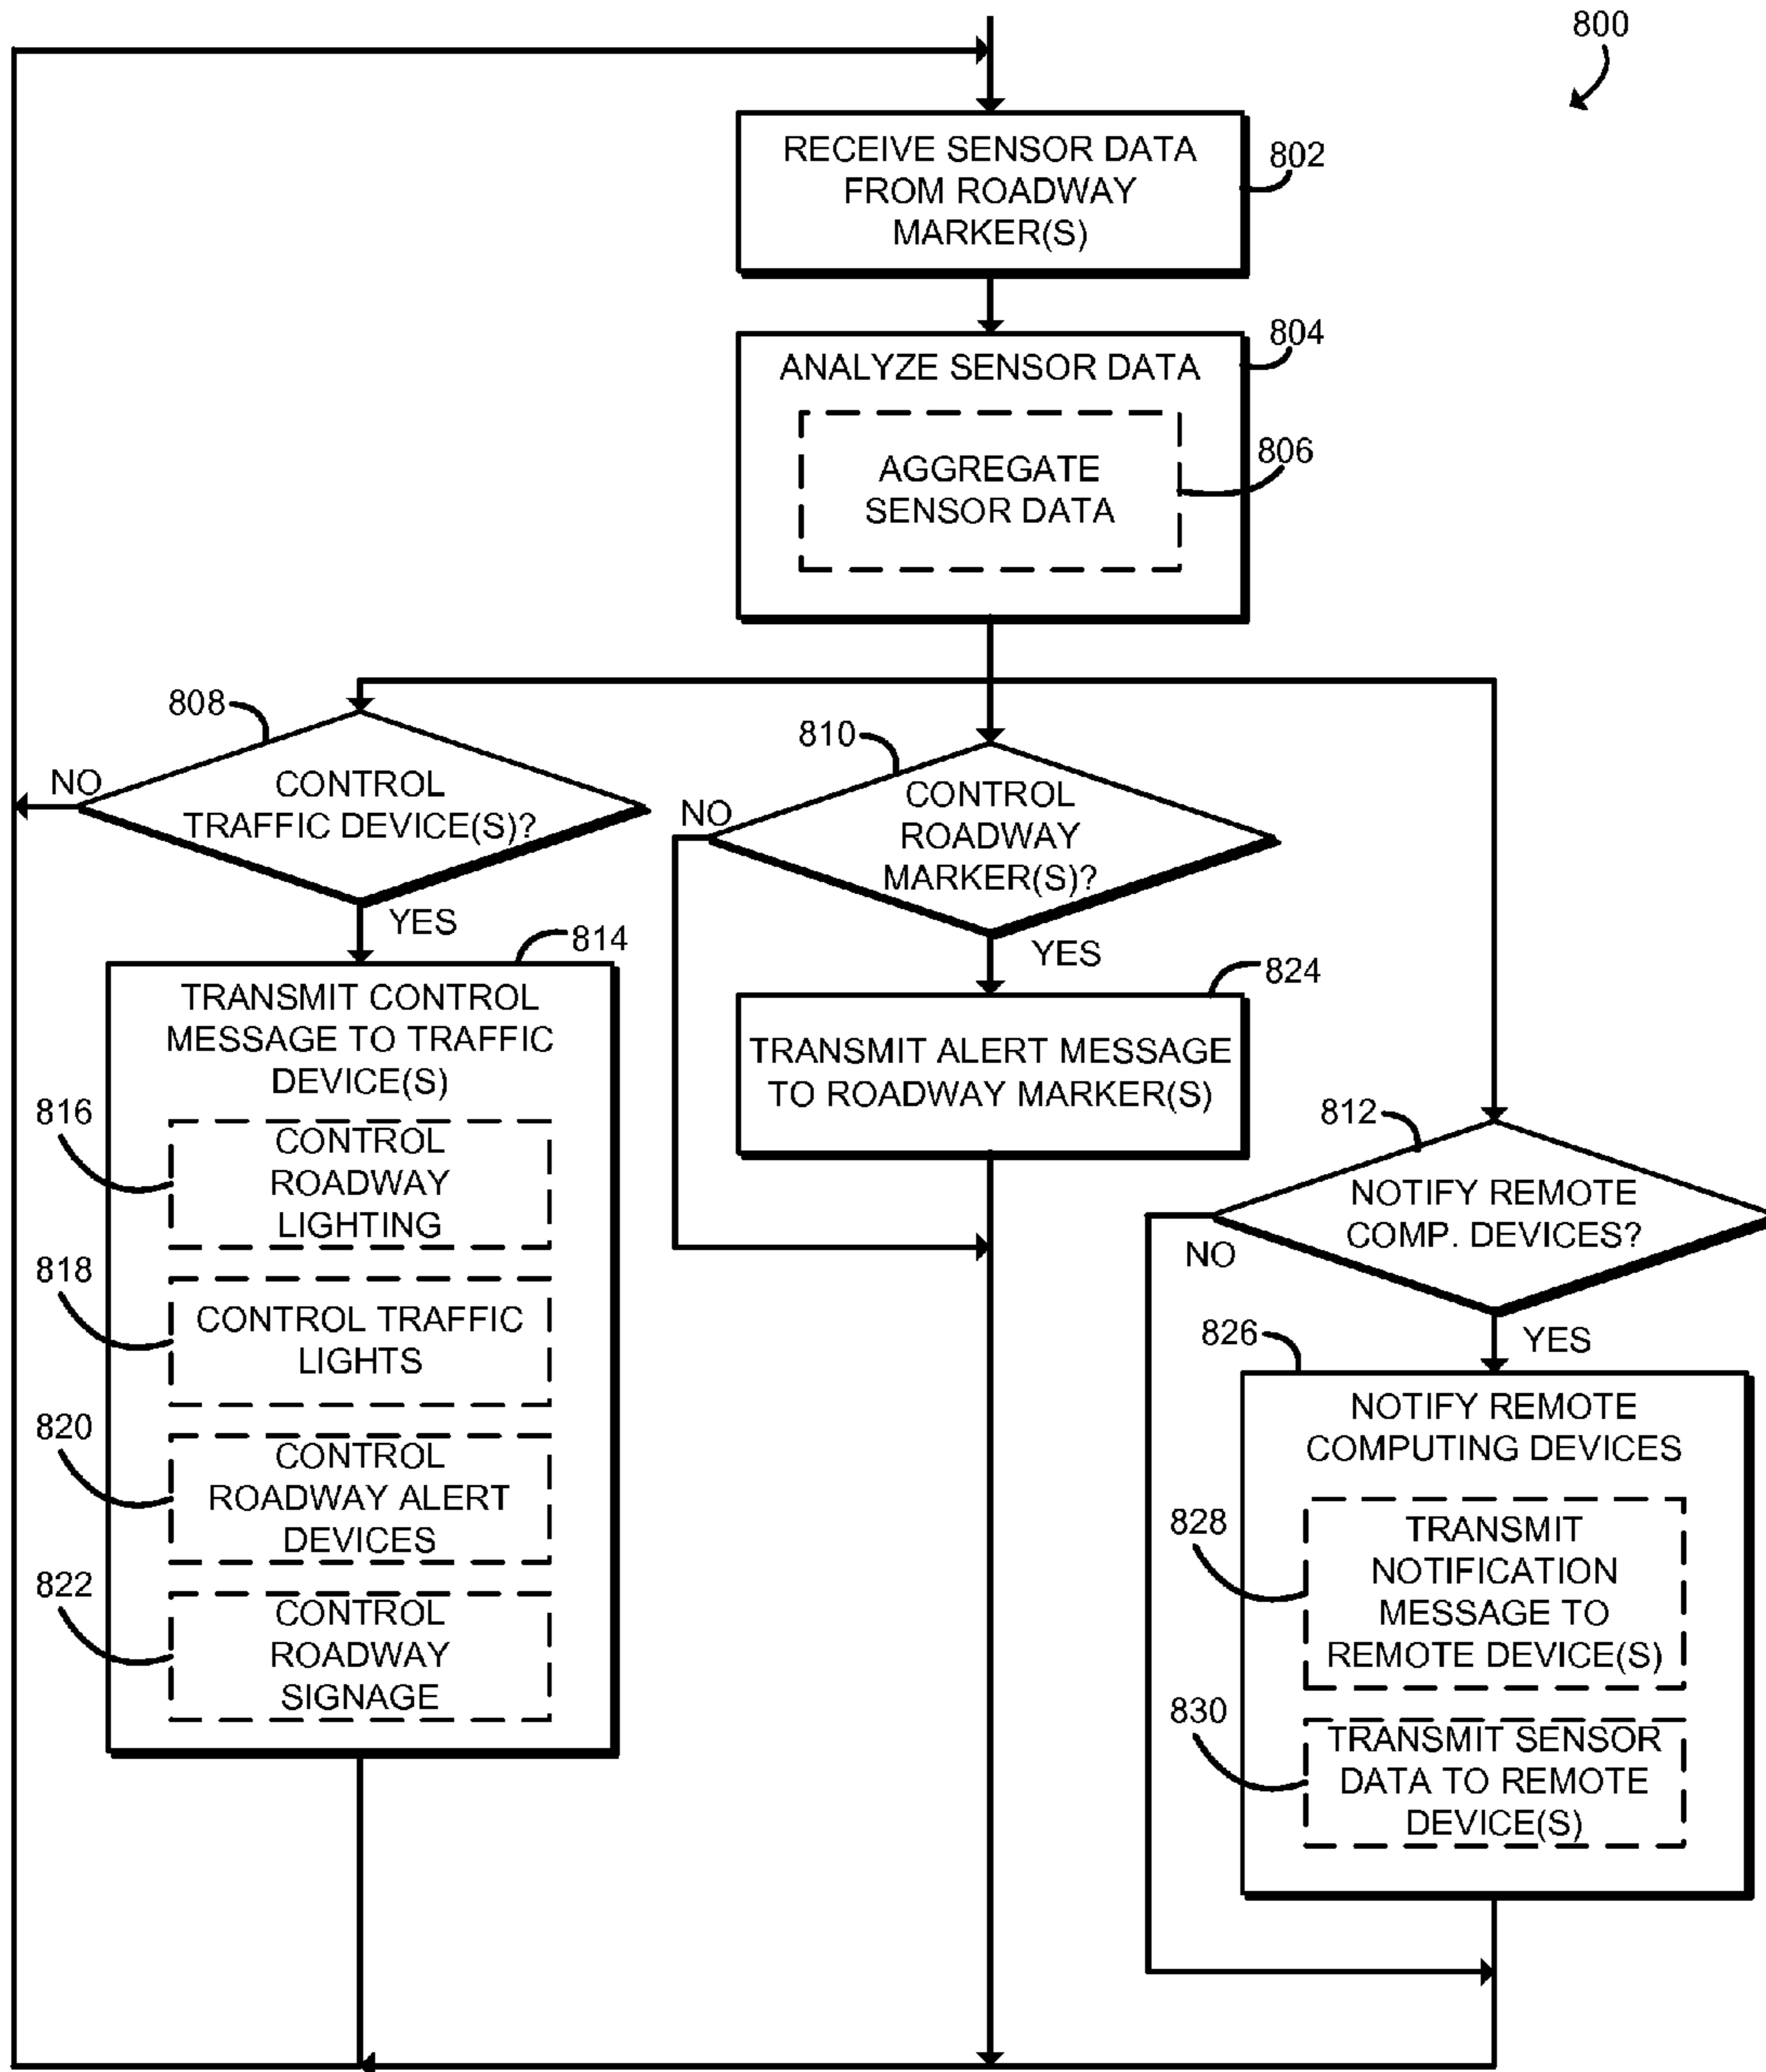 800
RECEIVE SENSOR DATA
FROM ROADWAY
MARKER(S)
802
804
ANALYZE SENSOR DATA
AGGREGATE
SENSOR DATA
806
808
NO
CONTROL
TRAFFIC DEVICE(S)?
YES
810
NO
CONTROL
ROADWAY
MARKER(S)?
YES
814
TRANSMIT CONTROL
MESSAGE TO TRAFFIC
DEVICE(S)
816
CONTROL
ROADWAY
LIGHTING
818
CONTROL TRAFFIC
LIGHTS
820
CONTROL
ROADWAY ALERT
DEVICES
822
CONTROL
ROADWAY
SIGNAGE
824
TRANSMIT ALERT MESSAGE
TO ROADWAY MARKER(S)
812
NOTIFY REMOTE
COMP. DEVICES?
NO
YES
826
NOTIFY REMOTE
COMPUTING DEVICES
828
TRANSMIT
NOTIFICATION
MESSAGE TO
REMOTE DEVICE(S)
830
TRANSMIT SENSOR
DATA TO REMOTE
DEVICE(S)